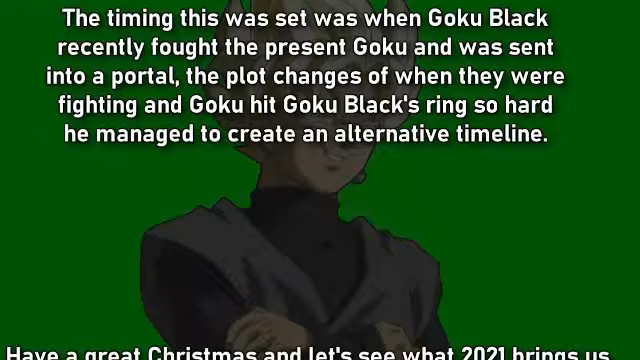 The timing this was set was when Goku Black
recently fought the present Goku and was sent
into a portal, the plot changes of when they were
fighting and Goku hit Goku Black's ring so hard
he managed to create an alternative timeline.
Have a great Christmas and let's see what 2021 brings us